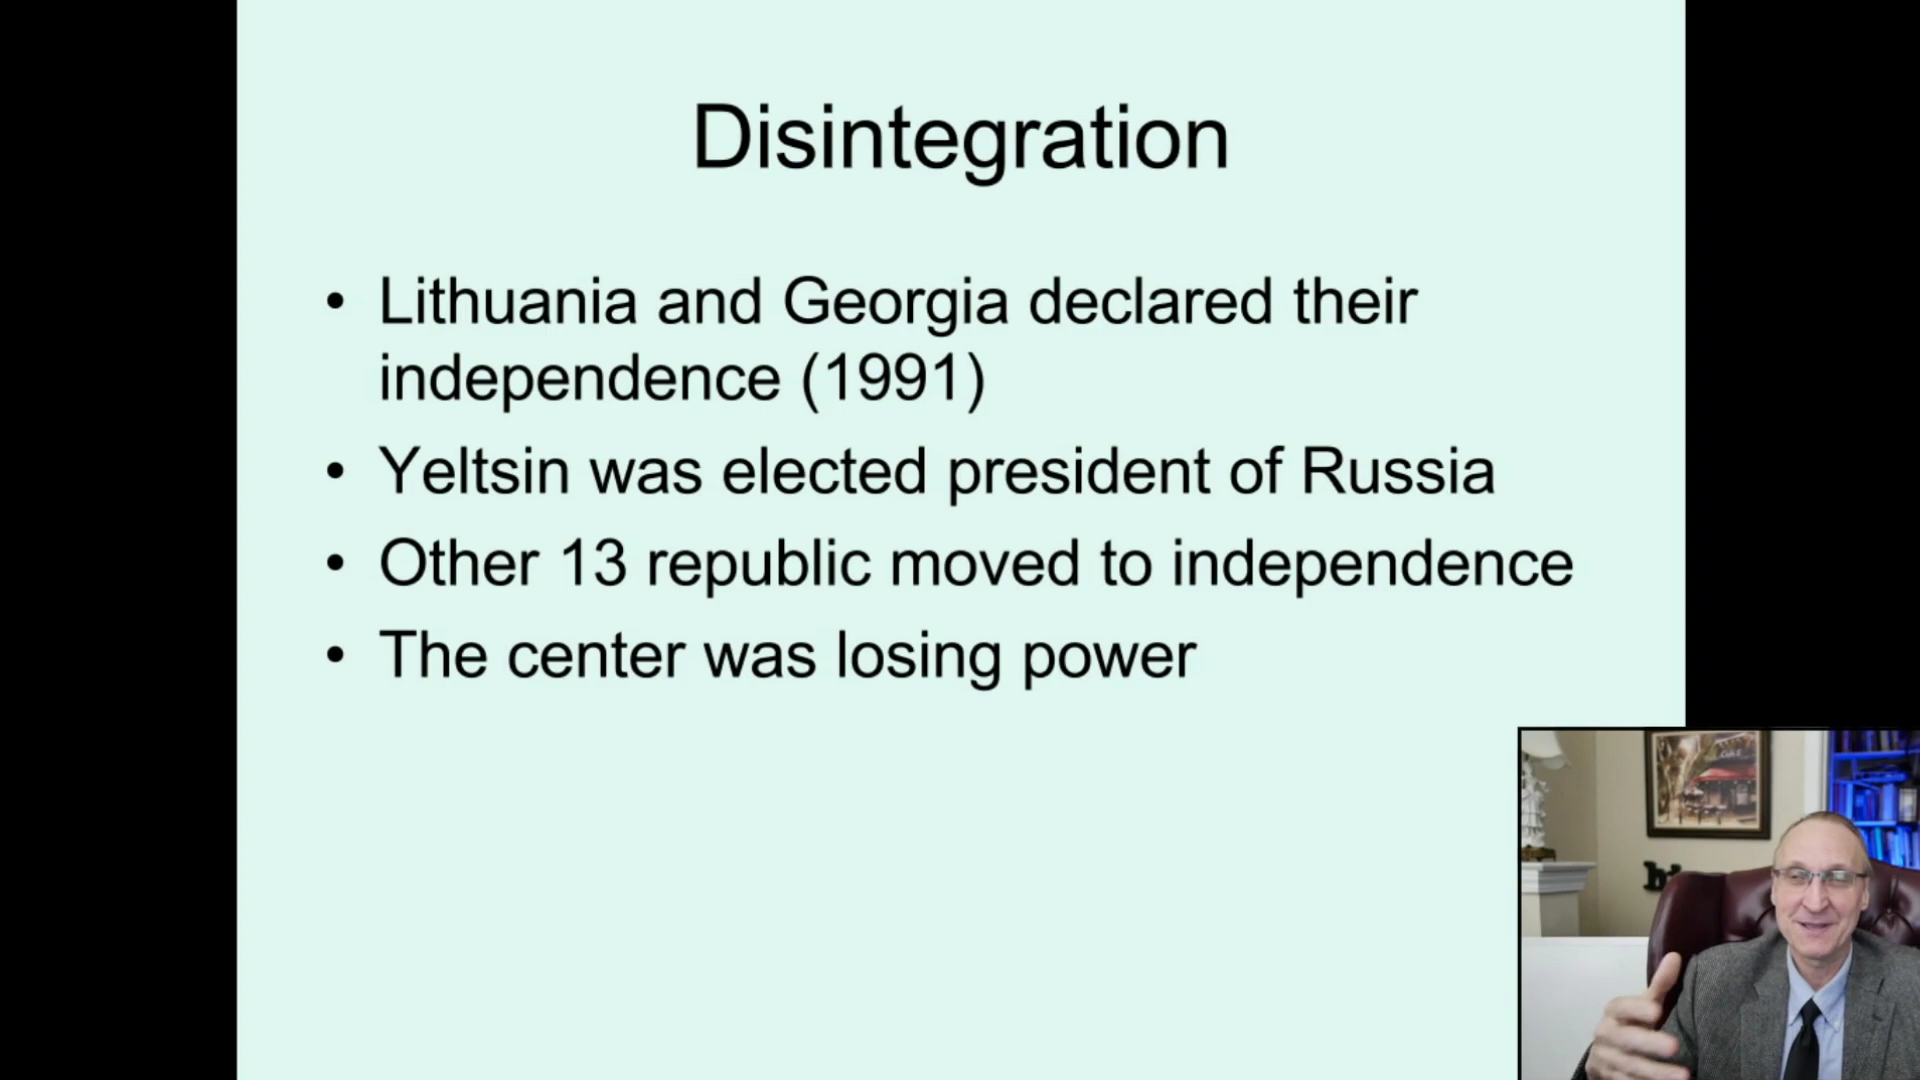 Disintegration
• Lithuania and Georgia declared their
independence (1991)
• Yeltsin was elected president of Russia
• Other 13 republic moved to independence
• The center was losing power